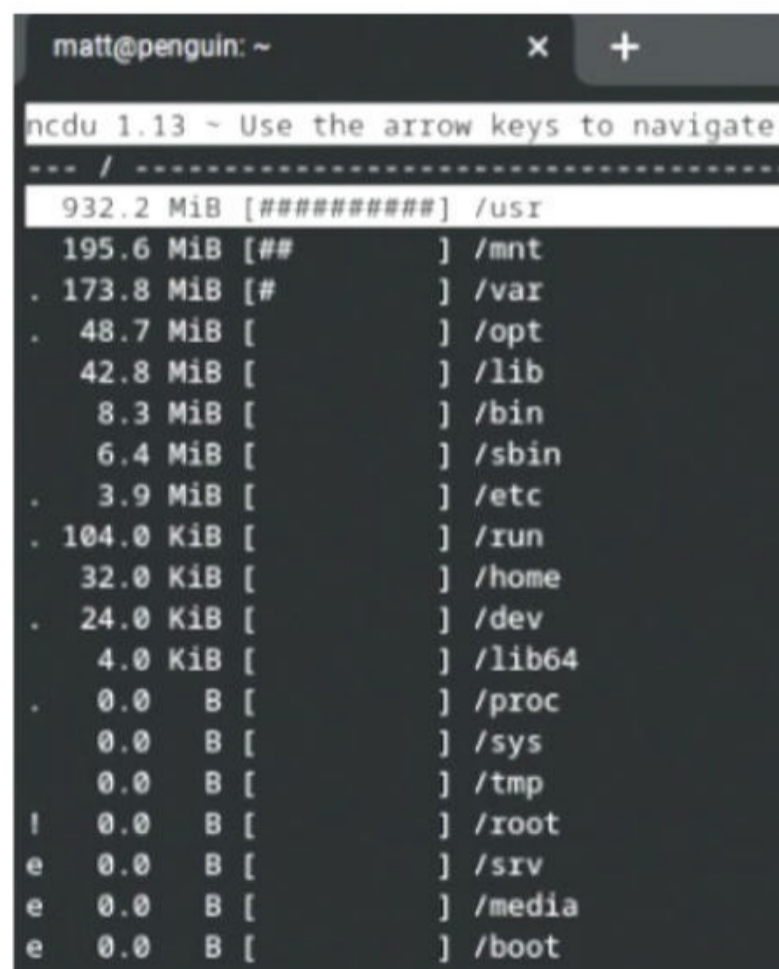 matt@penguin: ~ × +
ncdu 1.13 ~ Use the arrow keys to navigate
--- / ------------------------------------
  932.2 MiB [##########] /usr
  195.6 MiB [##        ] /mnt
. 173.8 MiB [#         ] /var
.  48.7 MiB [          ] /opt
   42.8 MiB [          ] /lib
    8.3 MiB [          ] /bin
    6.4 MiB [          ] /sbin
.   3.9 MiB [          ] /etc
. 104.0 KiB [          ] /run
   32.0 KiB [          ] /home
.  24.0 KiB [          ] /dev
    4.0 KiB [          ] /lib64
.   0.0   B [          ] /proc
    0.0   B [          ] /sys
    0.0   B [          ] /tmp
!   0.0   B [          ] /root
e   0.0   B [          ] /srv
e   0.0   B [          ] /media
e   0.0   B [          ] /boot